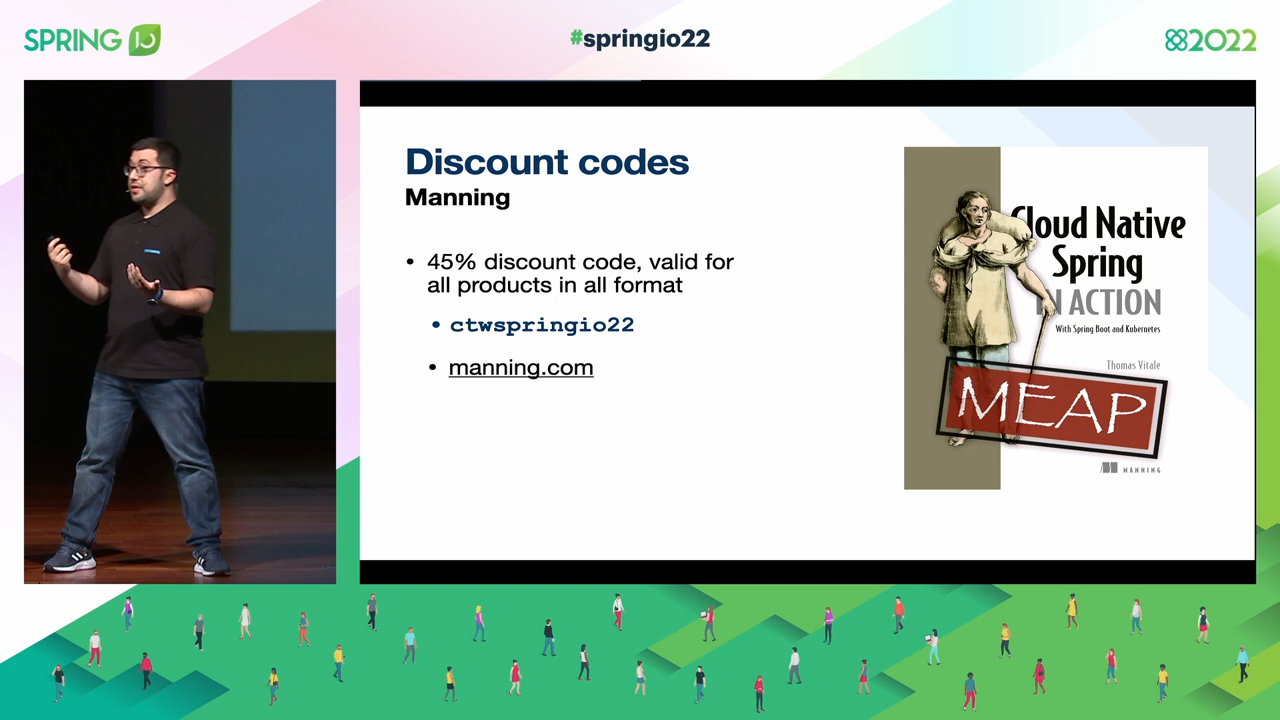 SPRING IO
#springio22
2022
Discount codes
Manning
• 45% discount code, valid for
all products in all format
• ctwspringio22
• manning.com
Cloud Native
Spring
IN ACTION
With Spring Boot and Kubernetes
Thomas Vitale
MEAP
MANNING